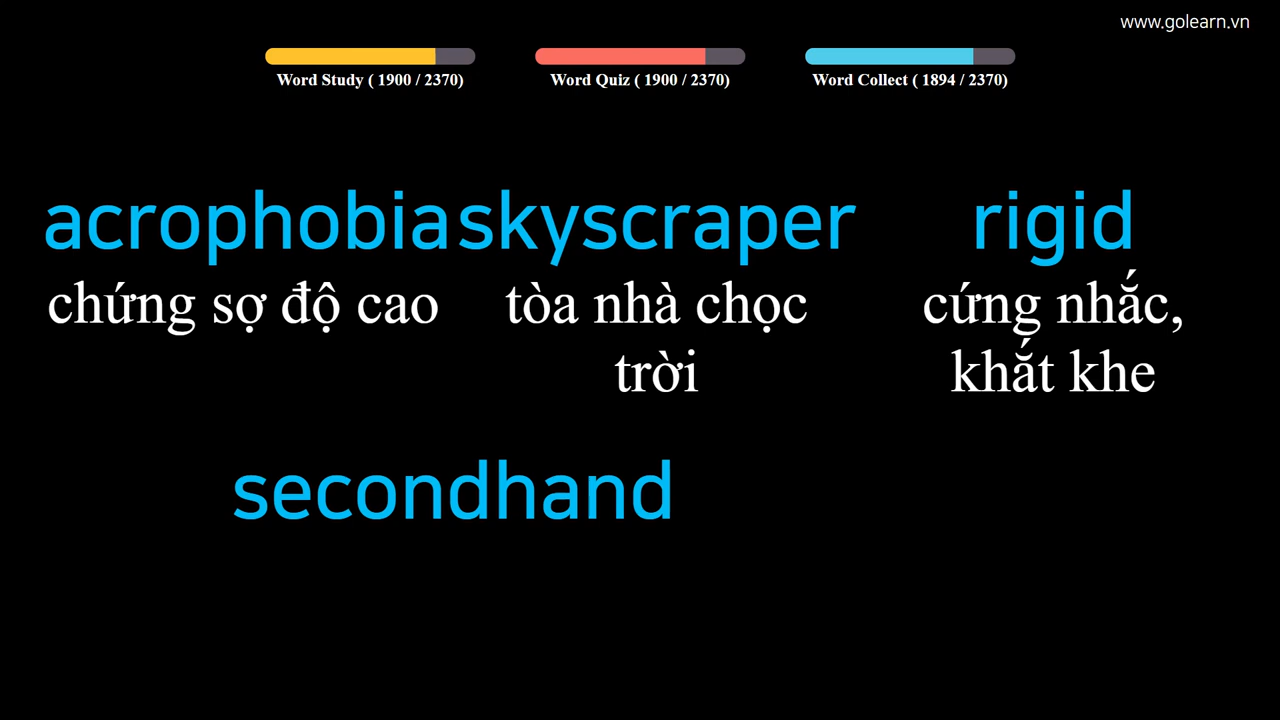 www.golearn.vn
Word Study ( 1900 / 2370)
Word Quiz ( 1900 / 2370)
Word Collect ( 1894 / 2370)
acrophobia
chứng sợ độ cao
skyscraper
tòa nhà chọc
trời
rigid
cứng nhắc,
khắt khe
secondhand